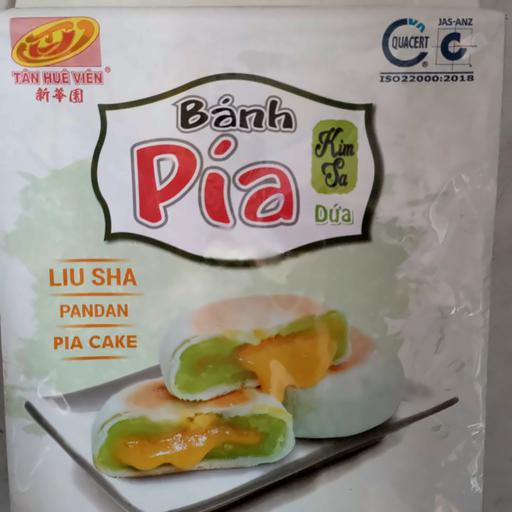 TÂN HUÊ VIÊN®
新華園
VN
QUACERT
®
JAS-ANZ
C
ISO22000:2018
Bánh
Pía
Kim
Sa
Dứa
LIU SHA
PANDAN
PIA CAKE